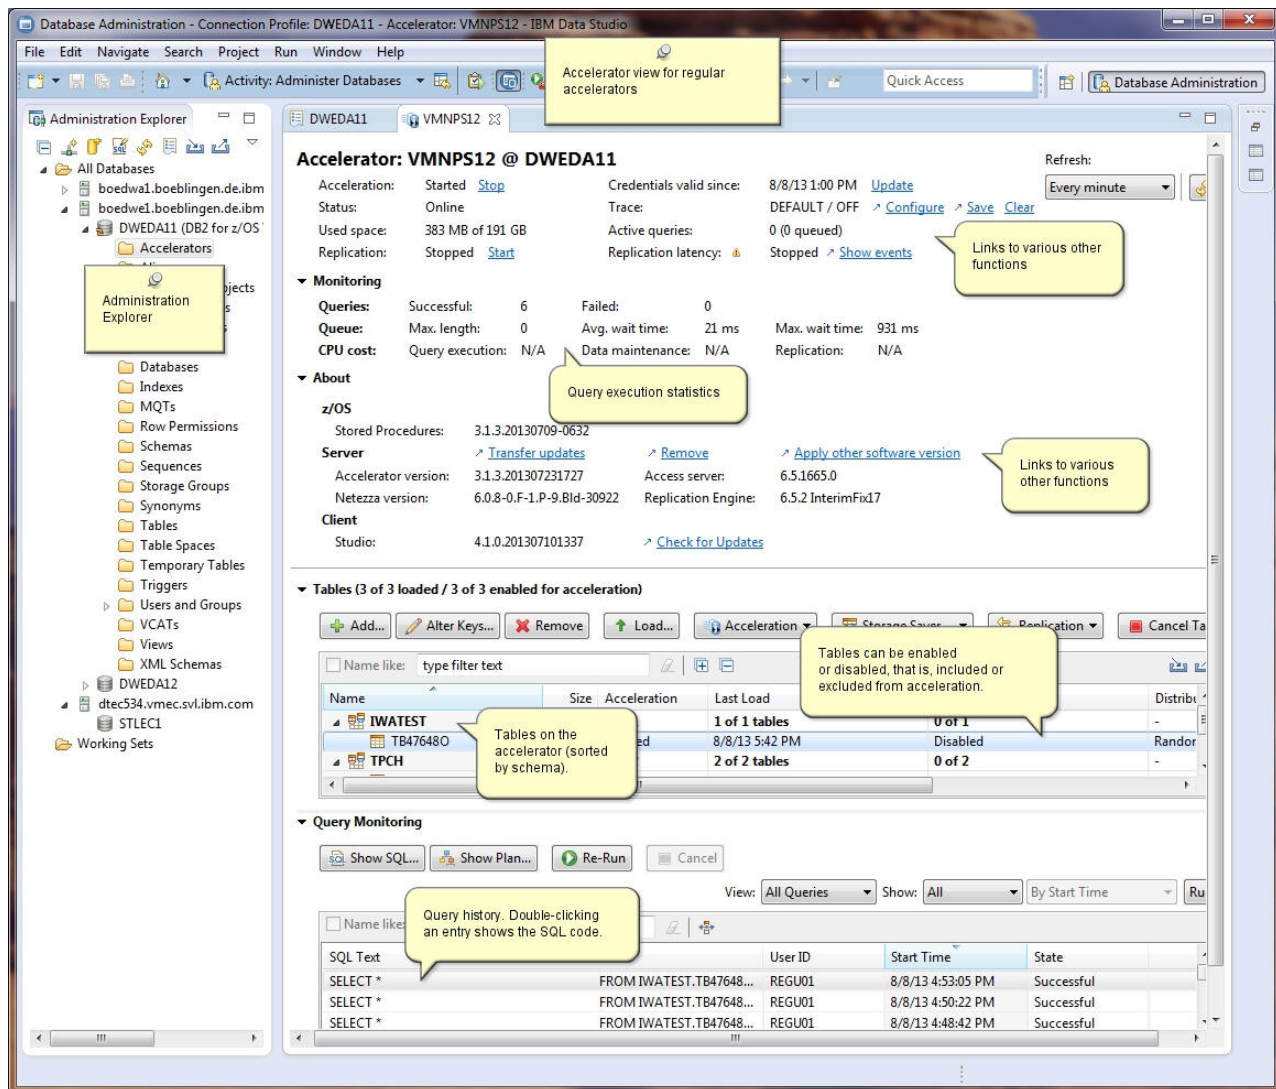 Database Administration - Connection Profile: DWEDA11 - Accelerator: VMNPS12 - IBM Data Studio
File Edit Navigate Search Project Run Window Help
Activity: Administer Databases
Quick Access
Database Administration
Accelerator view for regular
accelerators
Administration Explorer
All Databases
boedwa1.boeblingen.de.ibm
boedwe1.boeblingen.de.ibm
DWEDA11 (DB2 for z/OS
Accelerators
Administration
Explorer
Databases
Indexes
MQTs
Row Permissions
Schemas
Sequences
Storage Groups
Synonyms
Tables
Table Spaces
Temporary Tables
Triggers
Users and Groups
VCATs
Views
XML Schemas
DWEDA12
dtec534.vmec.svl.ibm.com
STLEC1
Working Sets
DWEDA11 VMNPS12
Accelerator: VMNPS12 @ DWEDA11
Refresh:
Every minute
Acceleration: Started Stop Credentials valid since: 8/8/13 1:00 PM Update
Status: Online Trace: DEFAULT / OFF Configure Save Clear
Used space: 383 MB of 191 GB Active queries: 0 (0 queued)
Replication: Stopped Start Replication latency: Stopped Show events
Links to various other
functions
Monitoring
Queries: Successful: 6 Failed: 0
Queue: Max. length: 0 Avg. wait time: 21 ms Max. wait time: 931 ms
CPU cost: Query execution: N/A Data maintenance: N/A Replication: N/A
Query execution statistics
About
z/OS
Stored Procedures: 3.1.3.20130709-0632
Server Transfer updates Remove Apply other software version
Accelerator version: 3.1.3.201307231727 Access server: 6.5.1665.0
Netezza version: 6.0.8-0.F-1.P-9.Bld-30922 Replication Engine: 6.5.2 InterimFix17
Links to various
other functions
Client
Studio: 4.1.0.201307101337 Check for Updates
Tables (3 of 3 loaded / 3 of 3 enabled for acceleration)
Add... Alter Keys... Remove Load... Acceleration Storage Saver Replication Cancel Ta
Tables can be enabled
or disabled, that is, included or
excluded from acceleration.
Name like: type filter text
Name Size Acceleration Last Load Distribu
IWATEST 1 of 1 tables 0 of 1 -
TB47648O 8/8/13 5:42 PM Disabled Randor
TPCH 2 of 2 tables 0 of 2 -
Tables on the
accelerator (sorted
by schema).
Query Monitoring
Show SQL... Show Plan... Re-Run Cancel
View: All Queries Show: All By Start Time Ru
Query history. Double-clicking
an entry shows the SQL code.
Name like:
SQL Text User ID Start Time State
SELECT * FROM IWATEST.TB47648... REGU01 8/8/13 4:53:05 PM Successful
SELECT * FROM IWATEST.TB47648... REGU01 8/8/13 4:50:22 PM Successful
SELECT * FROM IWATEST.TB47648... REGU01 8/8/13 4:48:42 PM Successful